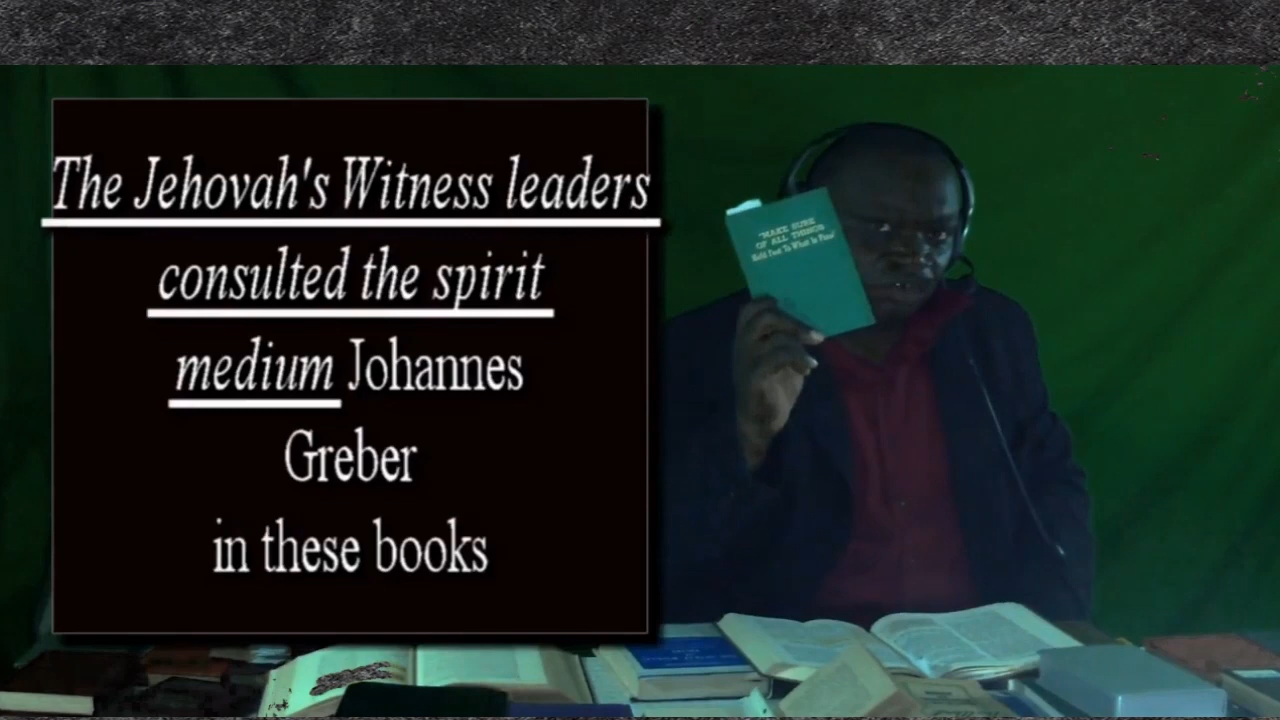 The Jehovah's Witness leaders
consulted the spirit
medium Johannes
Greber
in these books
"MAKE SURE
OF ALL THINGS
Hold Fast To What Is Fine"